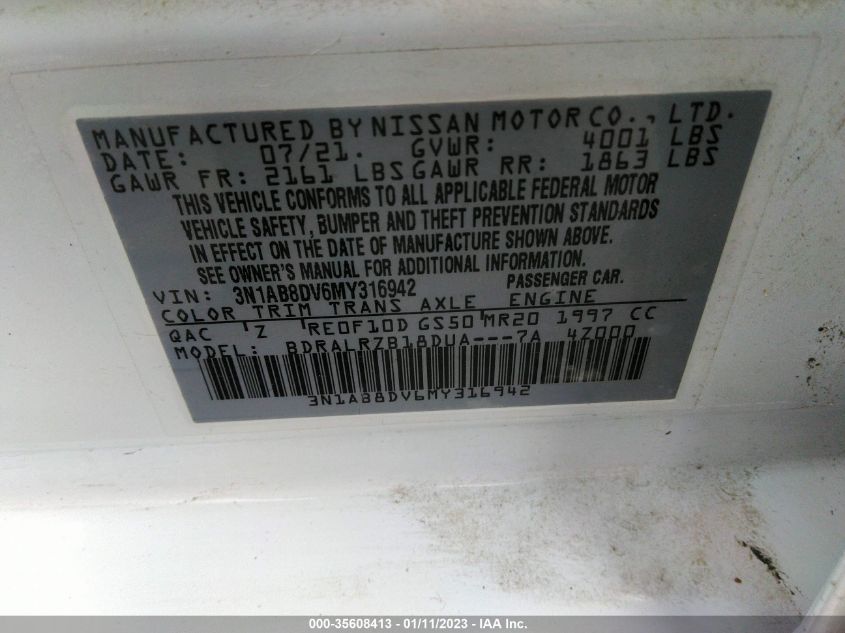 MANUFACTURED BY NISSAN MOTOR CO., LTD.
DATE: 07/21. GVWR: 4001 LBS
GAWR FR: 2161 LBS GAWR RR: 1863 LBS
THIS VEHICLE CONFORMS TO ALL APPLICABLE FEDERAL MOTOR
VEHICLE SAFETY, BUMPER AND THEFT PREVENTION STANDARDS
IN EFFECT ON THE DATE OF MANUFACTURE SHOWN ABOVE.
SEE OWNER'S MANUAL FOR ADDITIONAL INFORMATION.
VIN: 3N1AB8DV6MY316942 PASSENGER CAR.
COLOR TRIM TRANS AXLE ENGINE
QAC Z RE0F10D GS50 MR20 1997 CC
MODEL: BDRALRZB18DUA---7A 4Z000
3N1AB8DV6MY316942
000-35608413 - 01/11/2023 - IAA Inc.